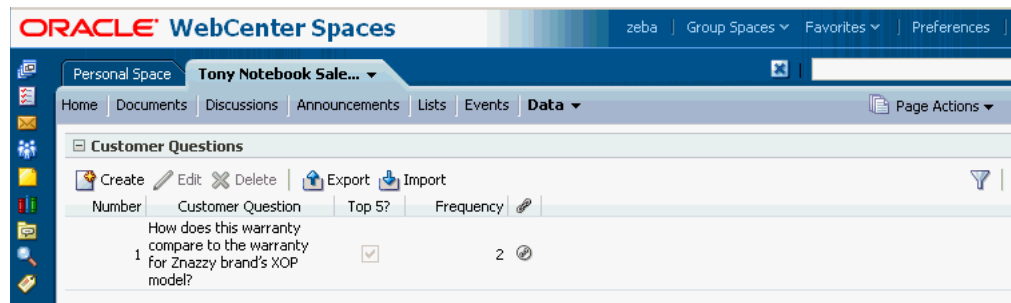 ORACLE WebCenter Spaces
zeba | Group Spaces Favorites | Preferences |
Personal Space Tony Notebook Sale...
Home Documents Discussions Announcements Lists Events Data Page Actions
Customer Questions
Create Edit Delete Export Import
Number Customer Question Top 5? Frequency
1 How does this warranty
compare to the warranty
for Znazzy brand's XOP
model? 2